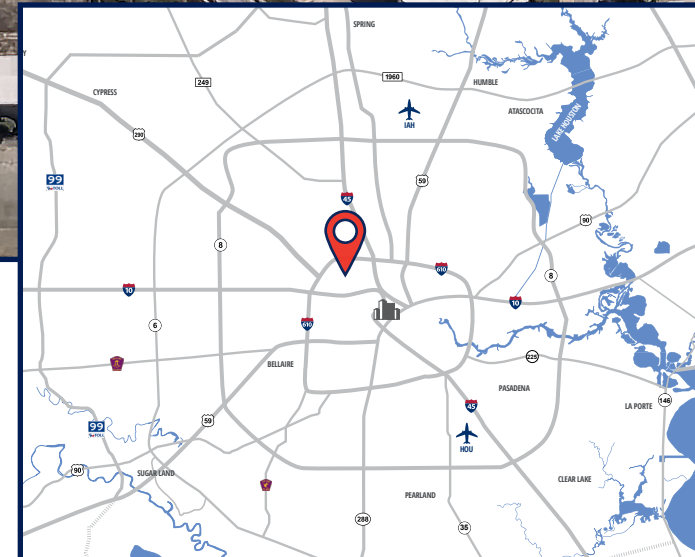 SPRING
1960
249
HUMBLE
CYPRESS
ATASCOCITA
IAH
LAKE HOUSTON
290
59
99
45
90
8
610
8
10
10
6
610
225
BELLAIRE
PASADENA
45
LA PORTE
146
59
99
HOU
90
SUGAR LAND
CLEAR LAKE
PEARLAND
288
35